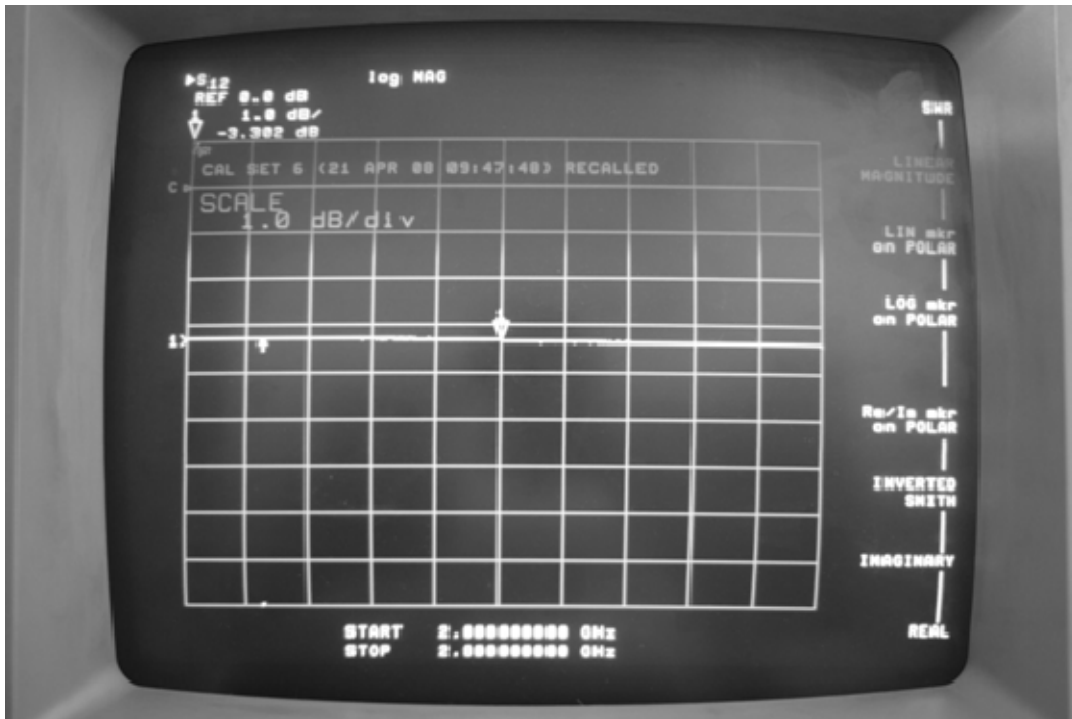 ▶S12 log MAG
REF 0.0 dB
1 1.0 dB/
-3.302 dB
CAL SET 6 (21 APR 08 09:47:48) RECALLED
C
SCALE
1.0 dB/div
1
START 2.000000000 GHz
STOP 2.000000000 GHz
SWR
LINEAR
MAGNITUDE
LIN mkr
on POLAR
LOG mkr
on POLAR
Re/Im mkr
on POLAR
INVERTED
SMITH
IMAGINARY
REAL